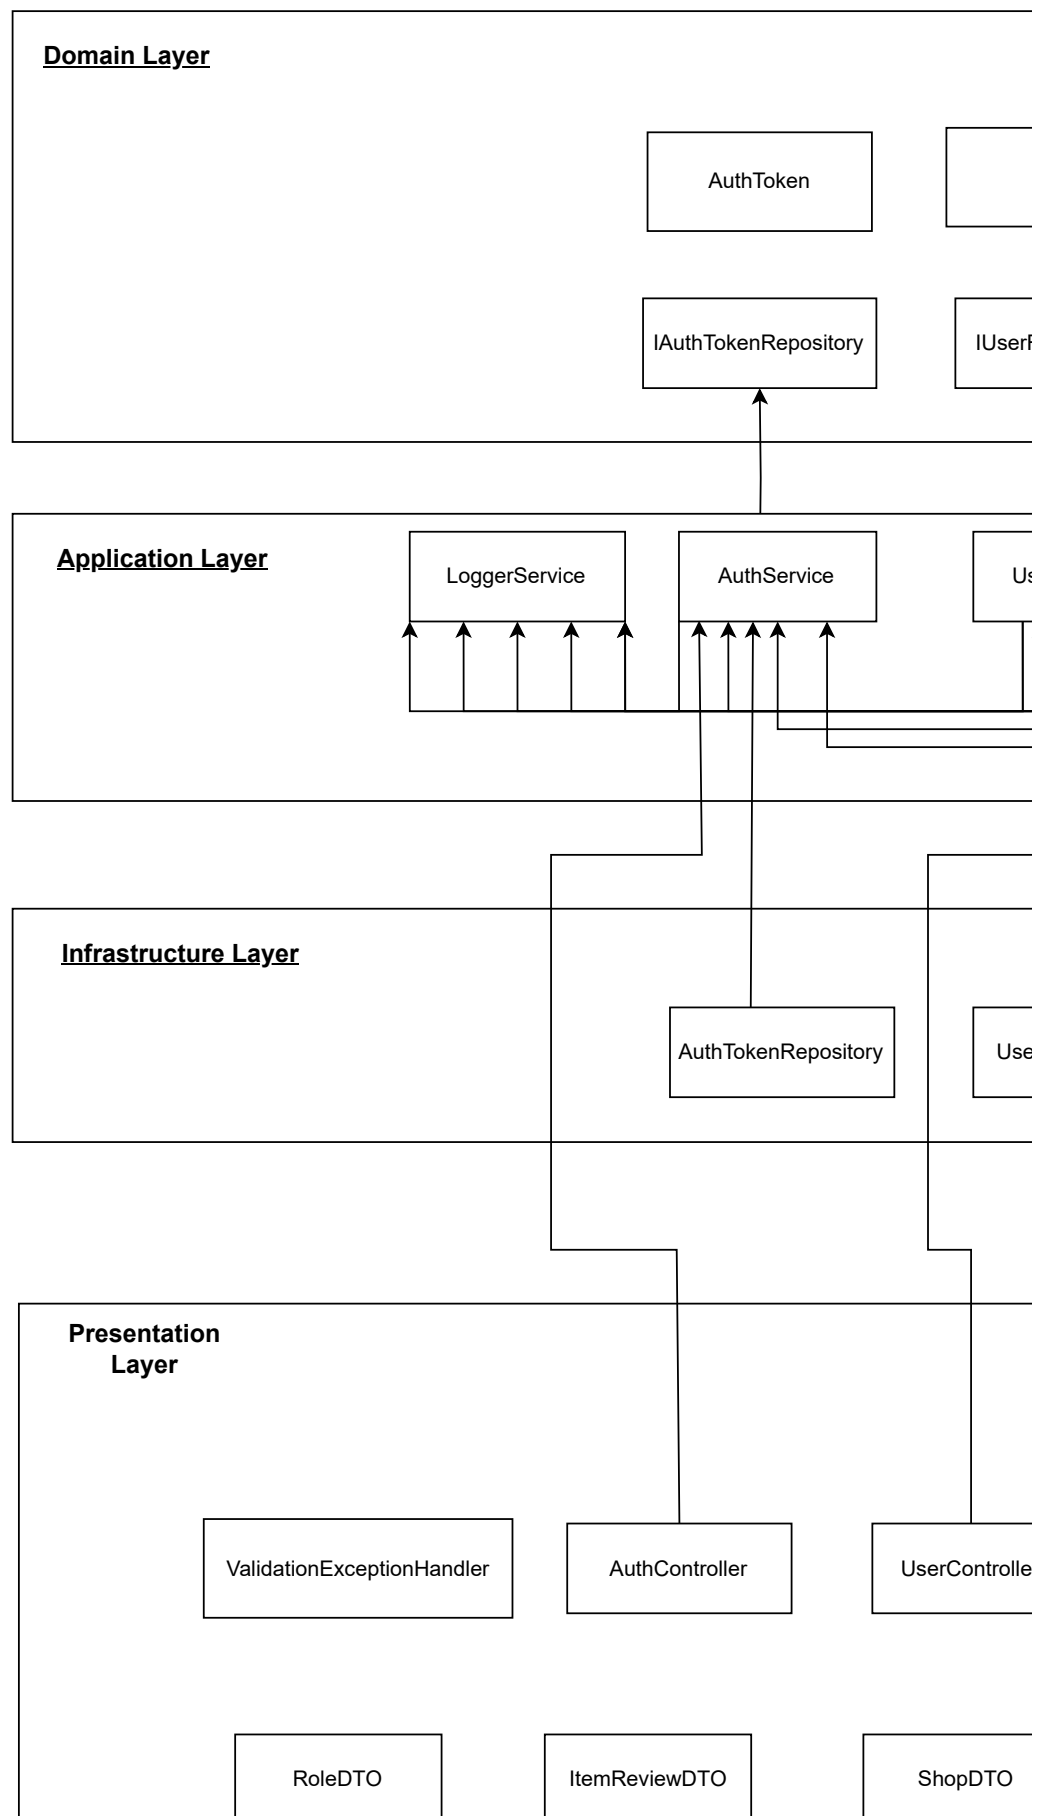 Domain Layer
AuthToken
IAuthTokenRepository
Application Layer
LoggerService
AuthService
Infrastructure Layer
AuthTokenRepository
Presentation
Layer
ValidationExceptionHandler
AuthController
RoleDTO
ItemReviewDTO
ShopDTO